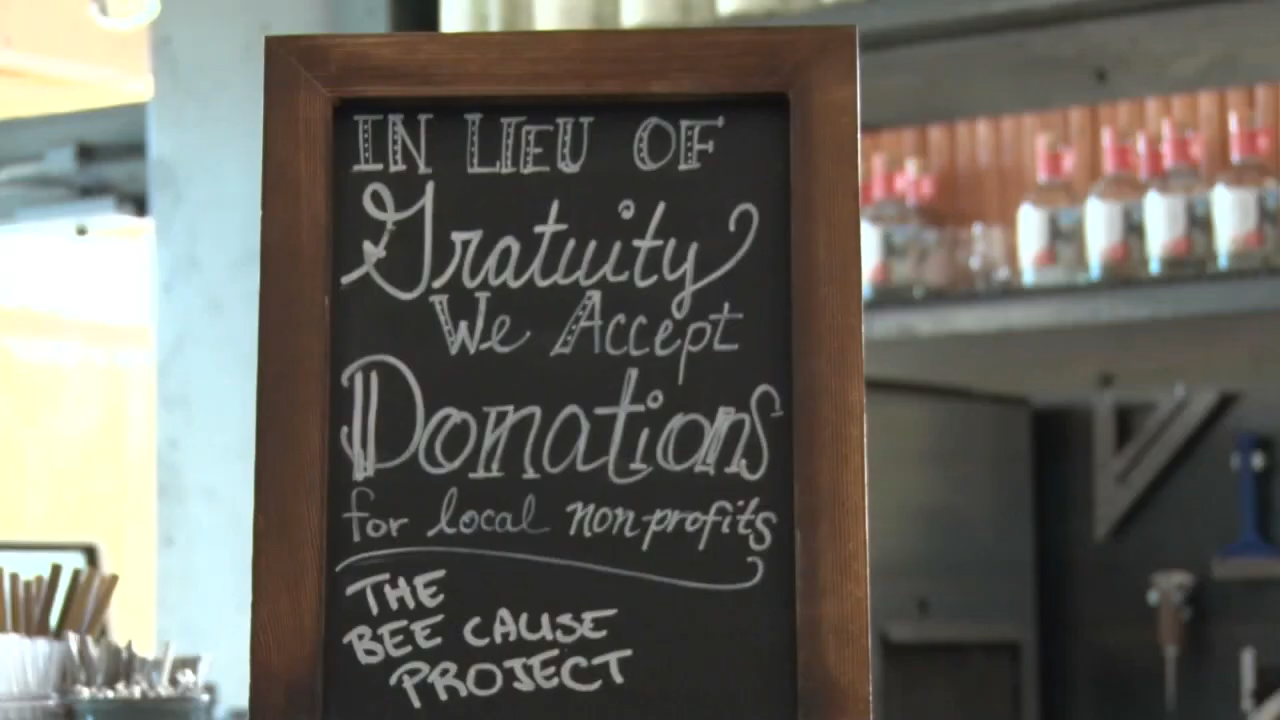 IN LIEU OF
Gratuity
We Accept
Donations
for local non-profits
THE
BEE CAUSE
PROJECT